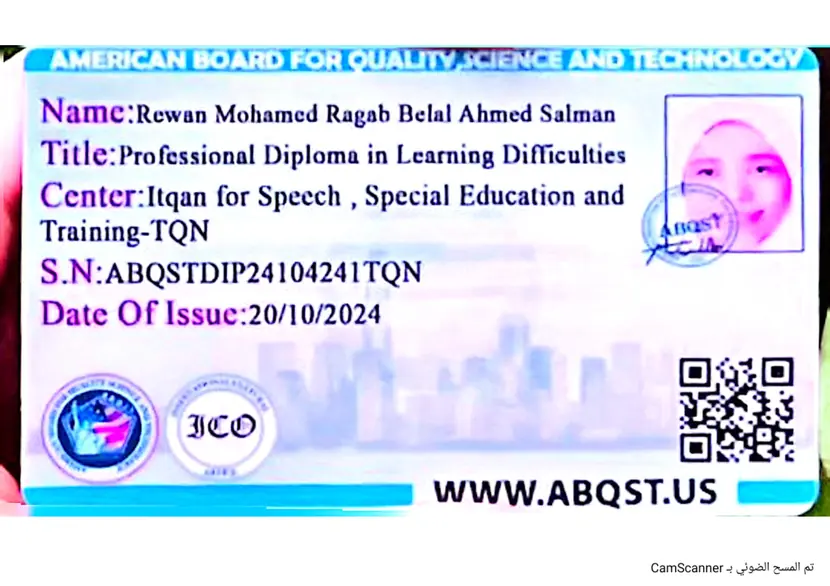 AMERICAN BOARD FOR QUALITY,SCIENCE AND TECHNOLOGY
Name:Rewan Mohamed Ragab Belal Ahmed Salman
Title:Professional Diploma in Learning Difficulties
Center:Itqan for Speech , Special Education and
Training-TQN
S.N:ABQSTDIP24104241TQN
Date Of Issue:20/10/2024
ABQST
ICO
WWW.ABQST.US
تم المسح الضوئي بـ CamScanner